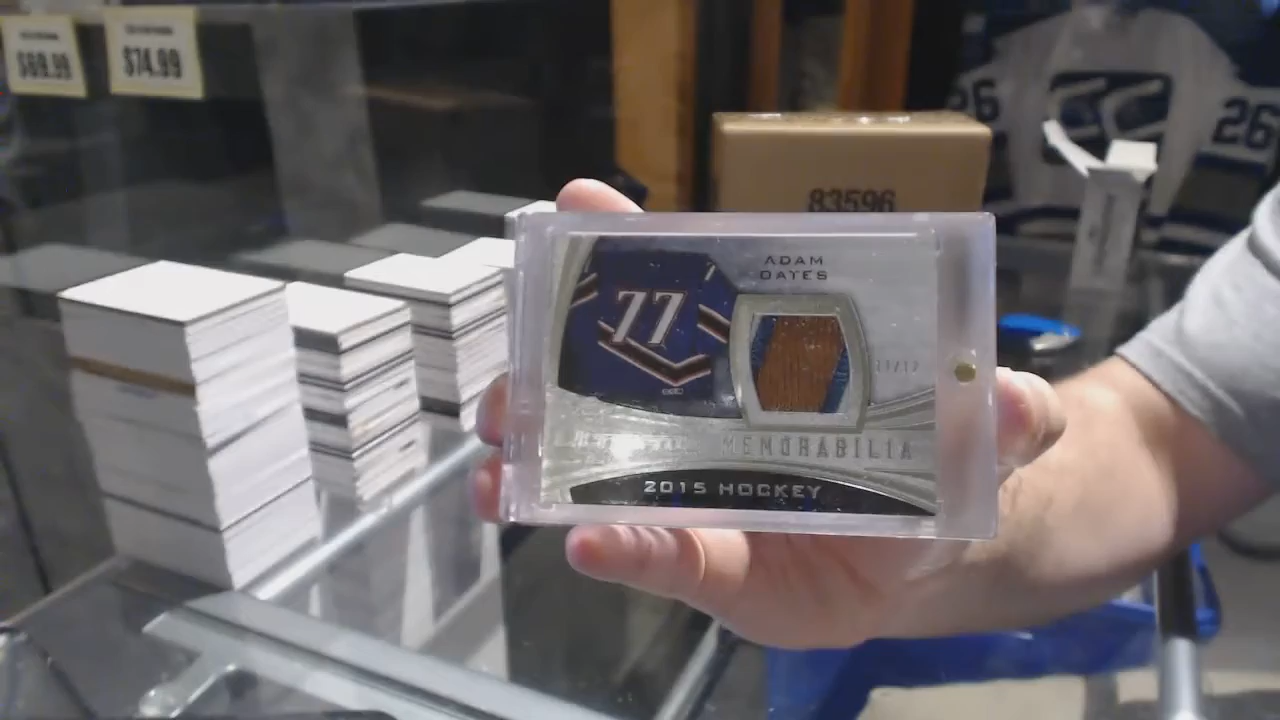 $69.99
$74.99
83596
26
26
ADAM
OATES
77
MEMORABILIA
2015 HOCKEY